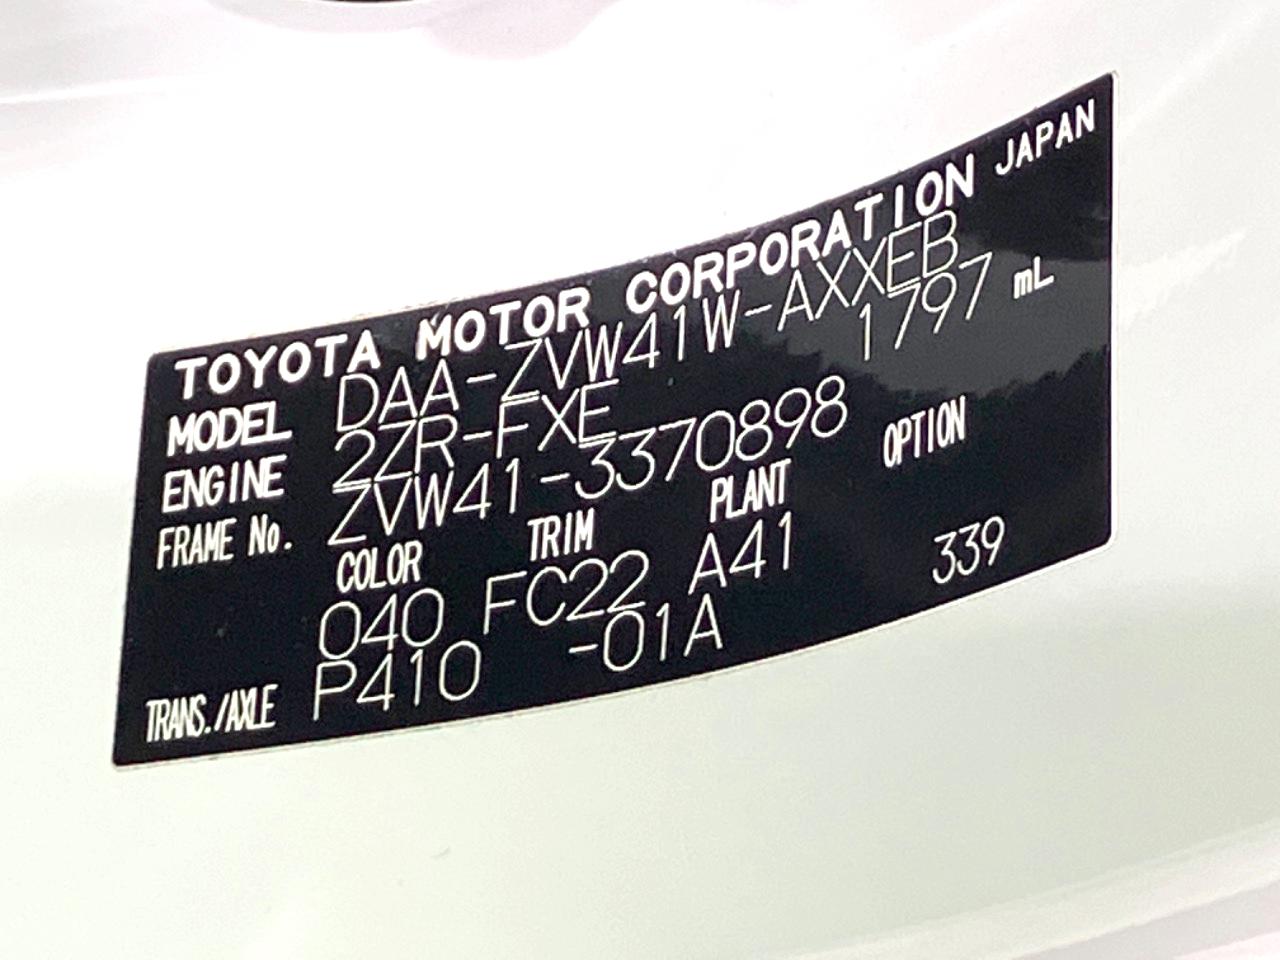 TOYOTA MOTOR CORPORATION JAPAN
MODEL DAA-ZVW41W-AXXEB
ENGINE 2ZR-FXE 1797 mL
FRAME No. ZVW41-3370898
COLOR TRIM PLANT OPTION
040 FC22 A41 339
TRANS./AXLE P410 -01A